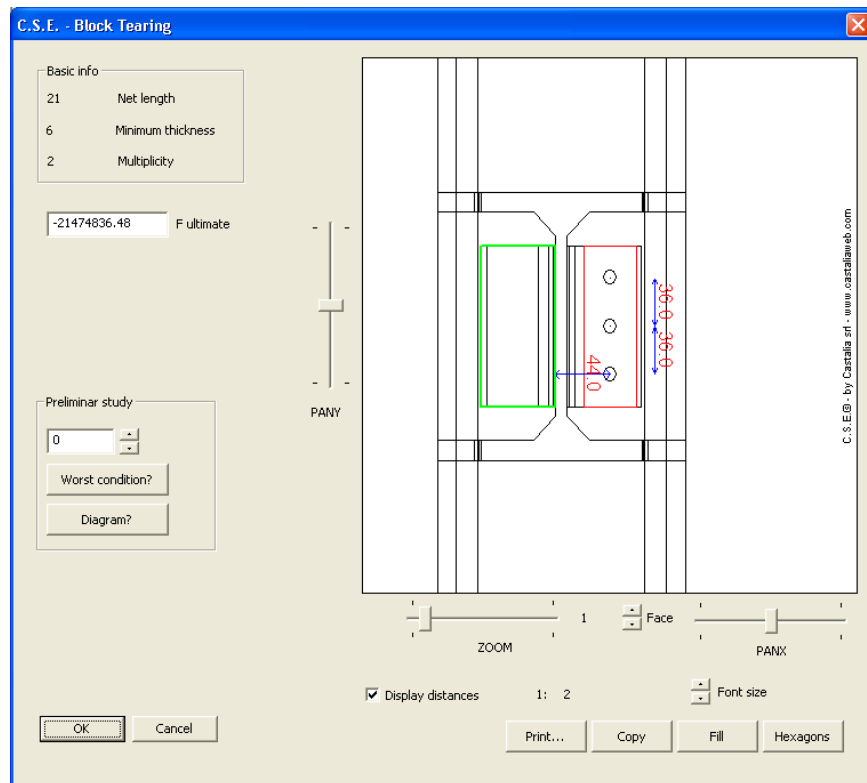 C.S.E. - Block Tearing
Basic info
21 Net length
6 Minimum thickness
2 Multiplicity
-21474836.48 F ultimate
PANY
Preliminar study
0
Worst condition?
Diagram?
36.0
36.0
44.0
C.S.E.® - by Castalia srl - www.castaliaweb.com
1 Face
ZOOM
PANX
Display distances 1: 2 Font size
OK Cancel
Print... Copy Fill Hexagons